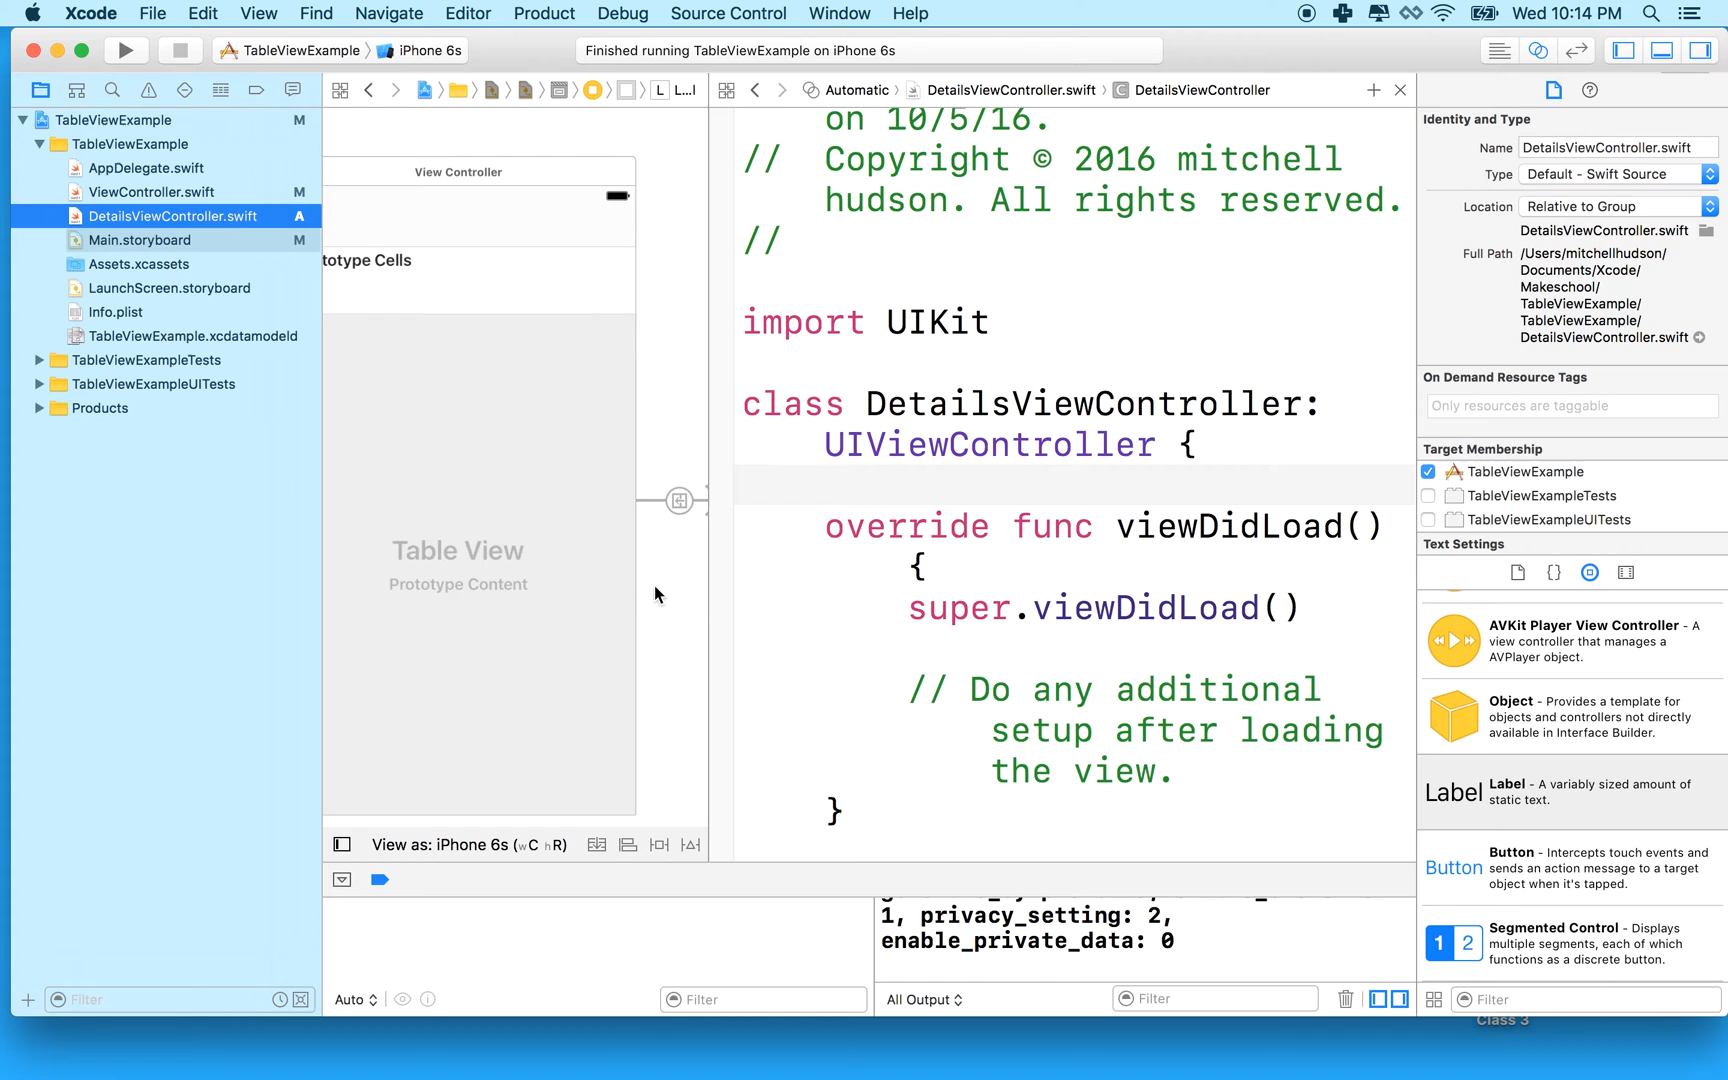 Xcode File Edit View Find Navigate Editor Product Debug Source Control Window Help Wed 10:14 PM
TableViewExample iPhone 6s
Finished running TableViewExample on iPhone 6s
L L...l
Automatic DetailsViewController.swift DetailsViewController
TableViewExample M
TableViewExample
AppDelegate.swift
ViewController.swift M
DetailsViewController.swift A
Main.storyboard M
Assets.xcassets
LaunchScreen.storyboard
Info.plist
TableViewExample.xcdatamodeld
TableViewExampleTests
TableViewExampleUITests
Products
Filter
View Controller
totype Cells
Table View
Prototype Content
View as: iPhone 6s (wC hR)
on 10/5/16.
// Copyright © 2016 mitchell
hudson. All rights reserved.
//
import UIKit
class DetailsViewController:
UIViewController {
override func viewDidLoad()
{
super.viewDidLoad()
// Do any additional
setup after loading
the view.
}
1, privacy_setting: 2,
enable_private_data: 0
Auto
Filter
All Output
Filter
Identity and Type
Name DetailsViewController.swift
Type Default - Swift Source
Location Relative to Group
DetailsViewController.swift
Full Path /Users/mitchellhudson/
Documents/Xcode/
Makeschool/
TableViewExample/
TableViewExample/
DetailsViewController.swift
On Demand Resource Tags
Only resources are taggable
Target Membership
TableViewExample
TableViewExampleTests
TableViewExampleUITests
Text Settings
AVKit Player View Controller - A
view controller that manages a
AVPlayer object.
Object - Provides a template for
objects and controllers not directly
available in Interface Builder.
Label Label - A variably sized amount of
static text.
Button Button - Intercepts touch events and
sends an action message to a target
object when it's tapped.
1 2 Segmented Control - Displays
multiple segments, each of which
functions as a discrete button.
Filter
Class 3